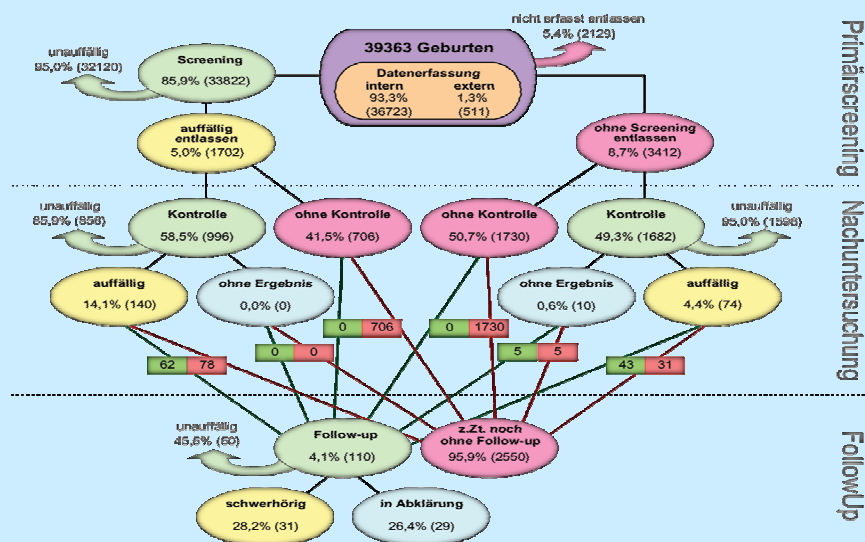 nicht erfasst entlassen
5,4% (2129)
39363 Geburten
Datenerfassung
intern extern
93,3% 1,3%
(36723) (511)
unauffällig
95,0% (32120)
Screening
85,9% (33822)
auffällig
entlassen
5,0% (1702)
ohne Screening
entlassen
8,7% (3412)
Primärscreening
unauffällig
85,9% (856)
Kontrolle
58,5% (996)
ohne Kontrolle
41,5% (706)
ohne Kontrolle
50,7% (1730)
Kontrolle
49,3% (1682)
unauffällig
95,0% (1598)
auffällig
14,1% (140)
ohne Ergebnis
0,0% (0)
ohne Ergebnis
0,6% (10)
auffällig
4,4% (74)
0 706
0 1730
62 78
0 0
5 5
43 31
Nachuntersuchung
unauffällig
45,5% (50)
Follow-up
4,1% (110)
z.Zt. noch
ohne Follow-up
95,9% (2550)
schwerhörig
28,2% (31)
in Abklärung
26,4% (29)
FollowUp